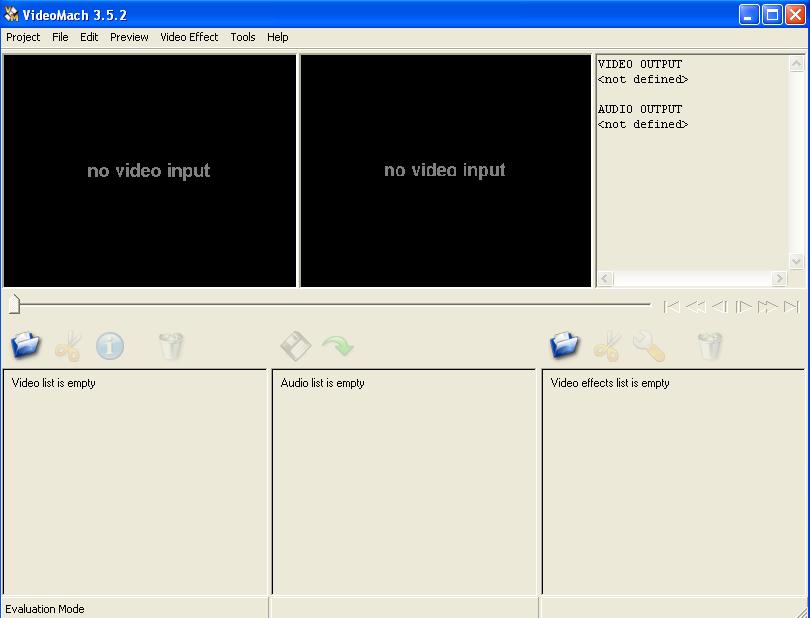 VideoMach 3.5.2
Project File Edit Preview Video Effect Tools Help
no video input
no video input
VIDEO OUTPUT
<not defined>
AUDIO OUTPUT
<not defined>
Video list is empty
Audio list is empty
Video effects list is empty
Evaluation Mode